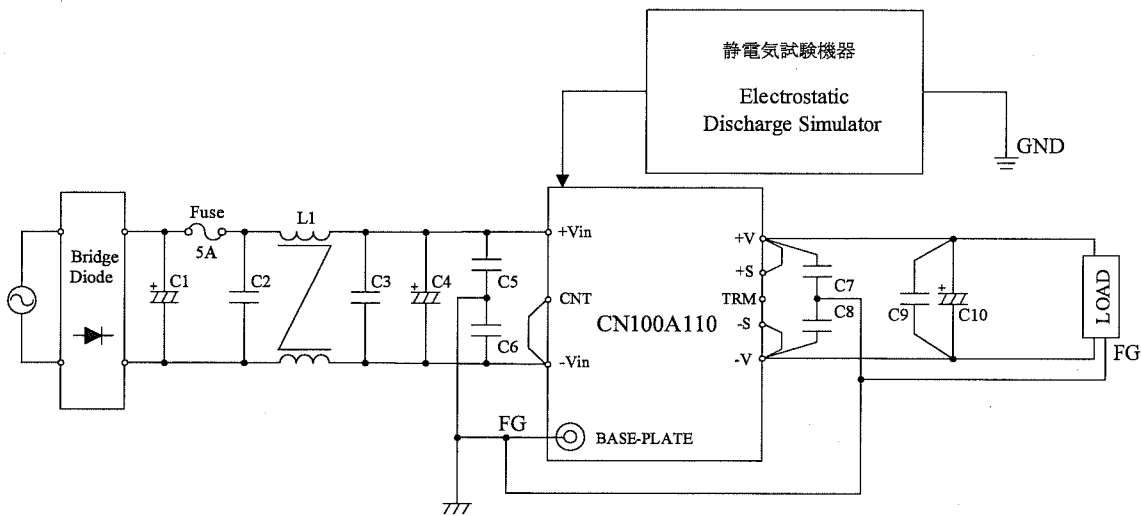 静電気試験機器
Electrostatic
Discharge Simulator
GND
Bridge
Diode
C1
Fuse
5A
C2
L1
C3
C4
C5
C6
+Vin
CNT
-Vin
CN100A110
+V
+S
TRM
-S
-V
C7
C8
C9
C10
LOAD
FG
FG
BASE-PLATE